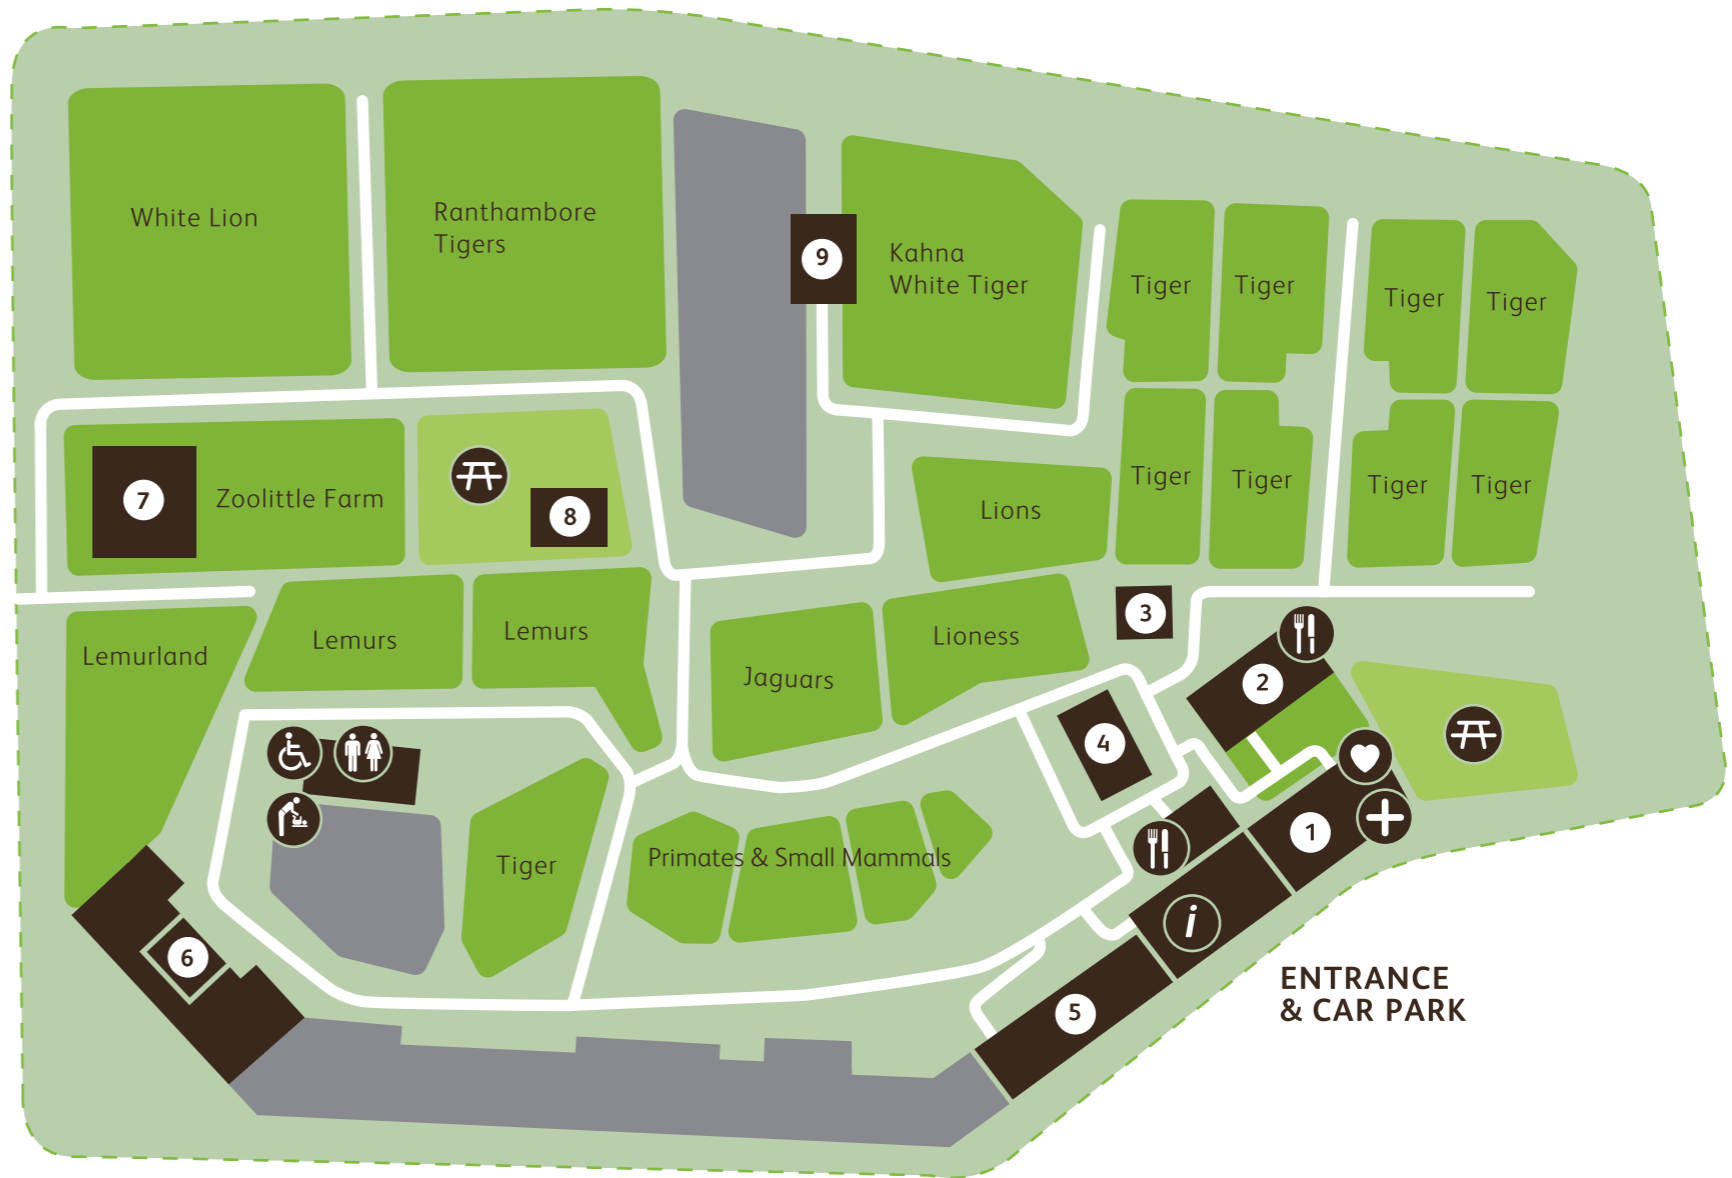 White Lion
Ranthambore
Tigers
9
Kahna
White Tiger
Tiger
Tiger
Tiger
Tiger
7
Zoolittle Farm
8
Lions
Tiger
Tiger
Tiger
Tiger
Lemurland
Lemurs
Lemurs
Jaguars
Lioness
3
2
4
1
Tiger
Primates & Small Mammals
6
i
5
ENTRANCE
& CAR PARK